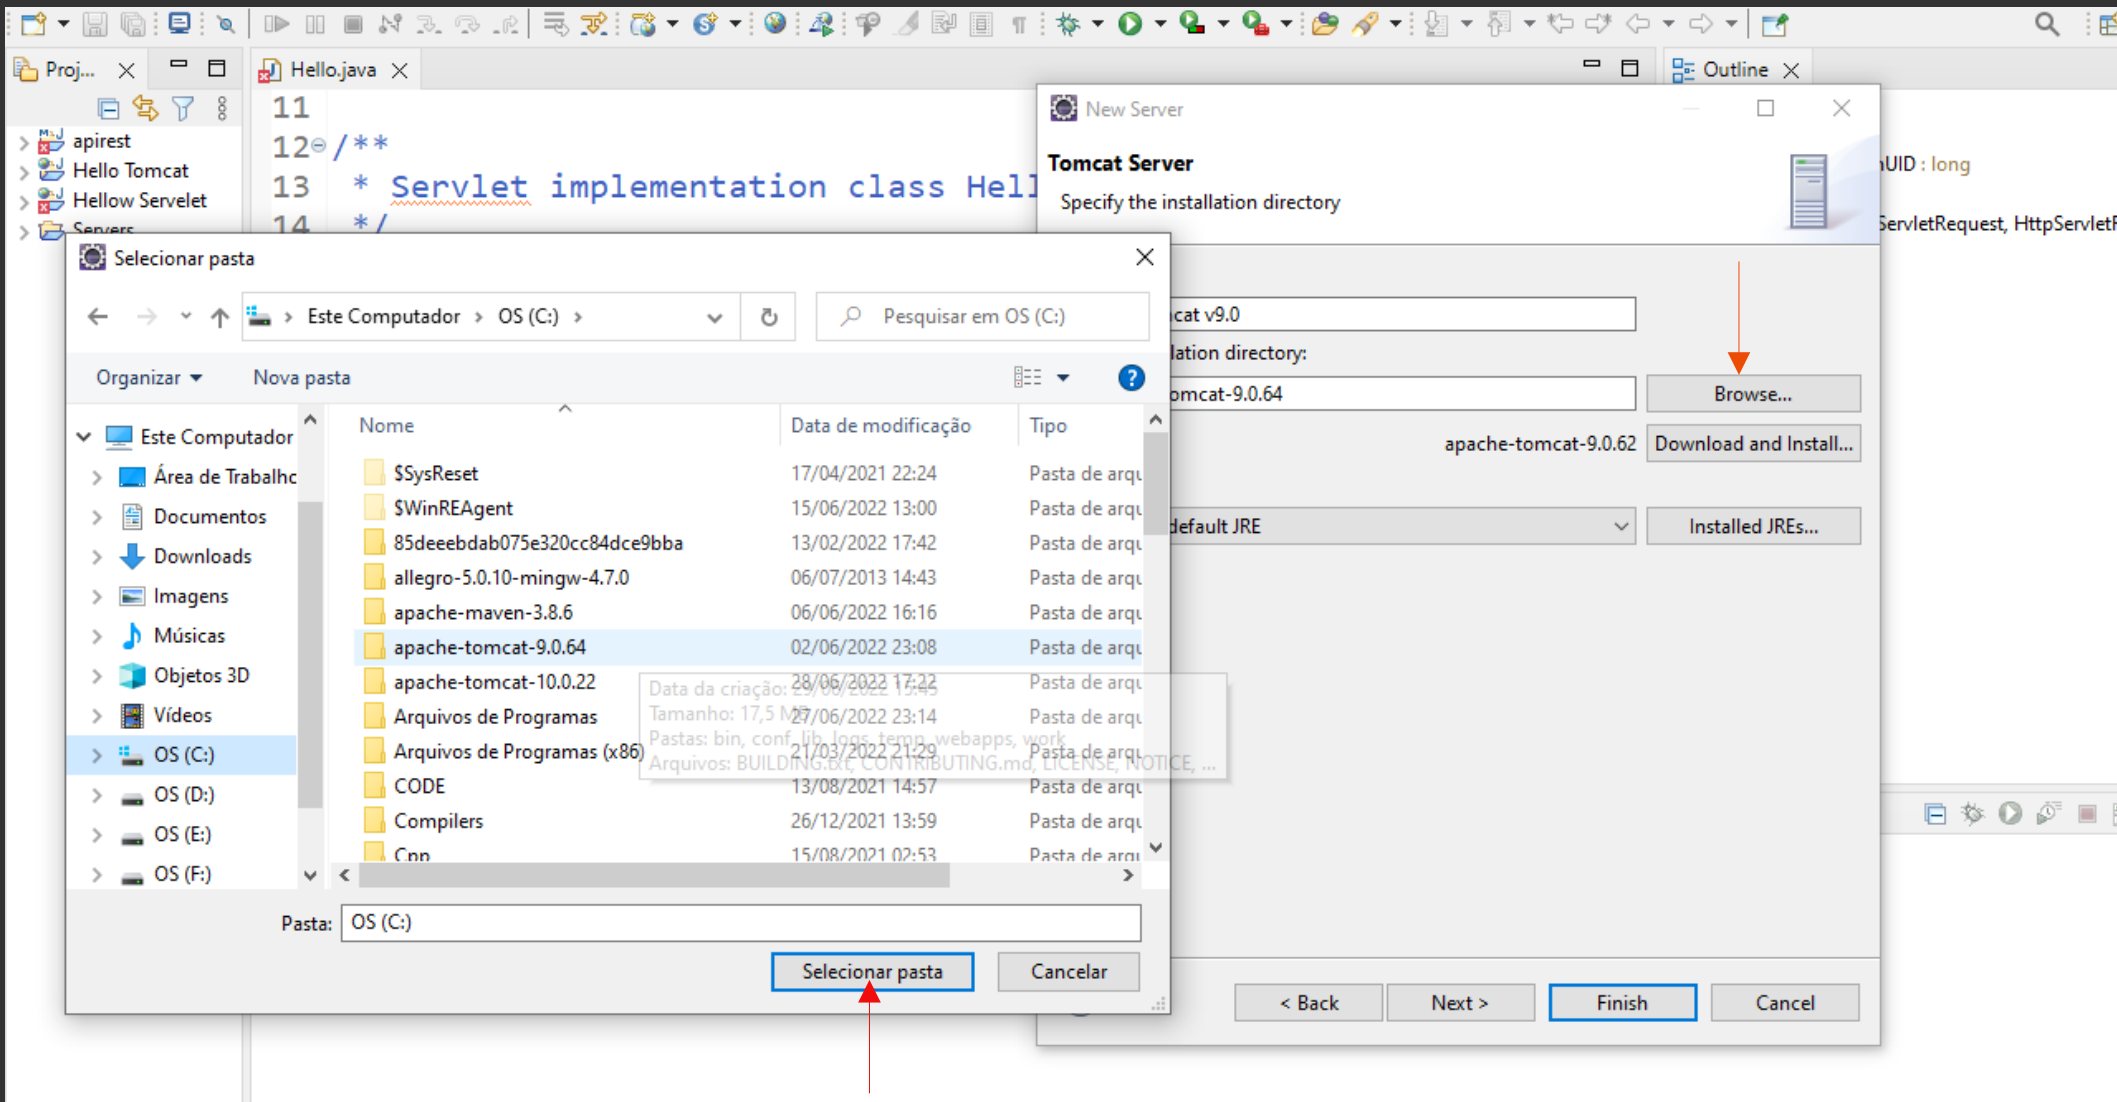 Proj...
Hello.java
Outline
11
apirest
Hello Tomcat
Hellow Servelet
Servers
12 /**
13 * Servlet implementation class Hell
14 */
UID : long
ServletRequest, HttpServlet
New Server
Tomcat Server
Specify the installation directory
cat v9.0
lation directory:
omcat-9.0.64
Browse...
apache-tomcat-9.0.62
Download and Install...
default JRE
Installed JREs...
< Back
Next >
Finish
Cancel
Selecionar pasta
Este Computador > OS (C:) >
Pesquisar em OS (C:)
Organizar
Nova pasta
Este Computador
Área de Trabalho
Documentos
Downloads
Imagens
Músicas
Objetos 3D
Vídeos
OS (C:)
OS (D:)
OS (E:)
OS (F:)
Nome Data de modificação Tipo
$SysReset 17/04/2021 22:24 Pasta de arqu
$WinREAgent 15/06/2022 13:00 Pasta de arqu
85deeebdab075e320cc84dce9bba 13/02/2022 17:42 Pasta de arqu
allegro-5.0.10-mingw-4.7.0 06/07/2013 14:43 Pasta de arqu
apache-maven-3.8.6 06/06/2022 16:16 Pasta de arqu
apache-tomcat-9.0.64 02/06/2022 23:08 Pasta de arqu
apache-tomcat-10.0.22 28/06/2022 17:22 Pasta de arqu
Arquivos de Programas 27/06/2022 23:14 Pasta de arqu
Arquivos de Programas (x86) 21/03/2022 21:29 Pasta de arqu
CODE 13/08/2021 14:57 Pasta de arqu
Compilers 26/12/2021 13:59 Pasta de arqu
Cpp 15/08/2021 02:53 Pasta de arqu
Data da criação:
Tamanho: 17,5 MB
Pastas: bin, conf, lib, logs, temp, webapps, work
Arquivos: BUILDING.txt, CONTRIBUTING.md, LICENSE, NOTICE, ...
Pasta: OS (C:)
Selecionar pasta
Cancelar